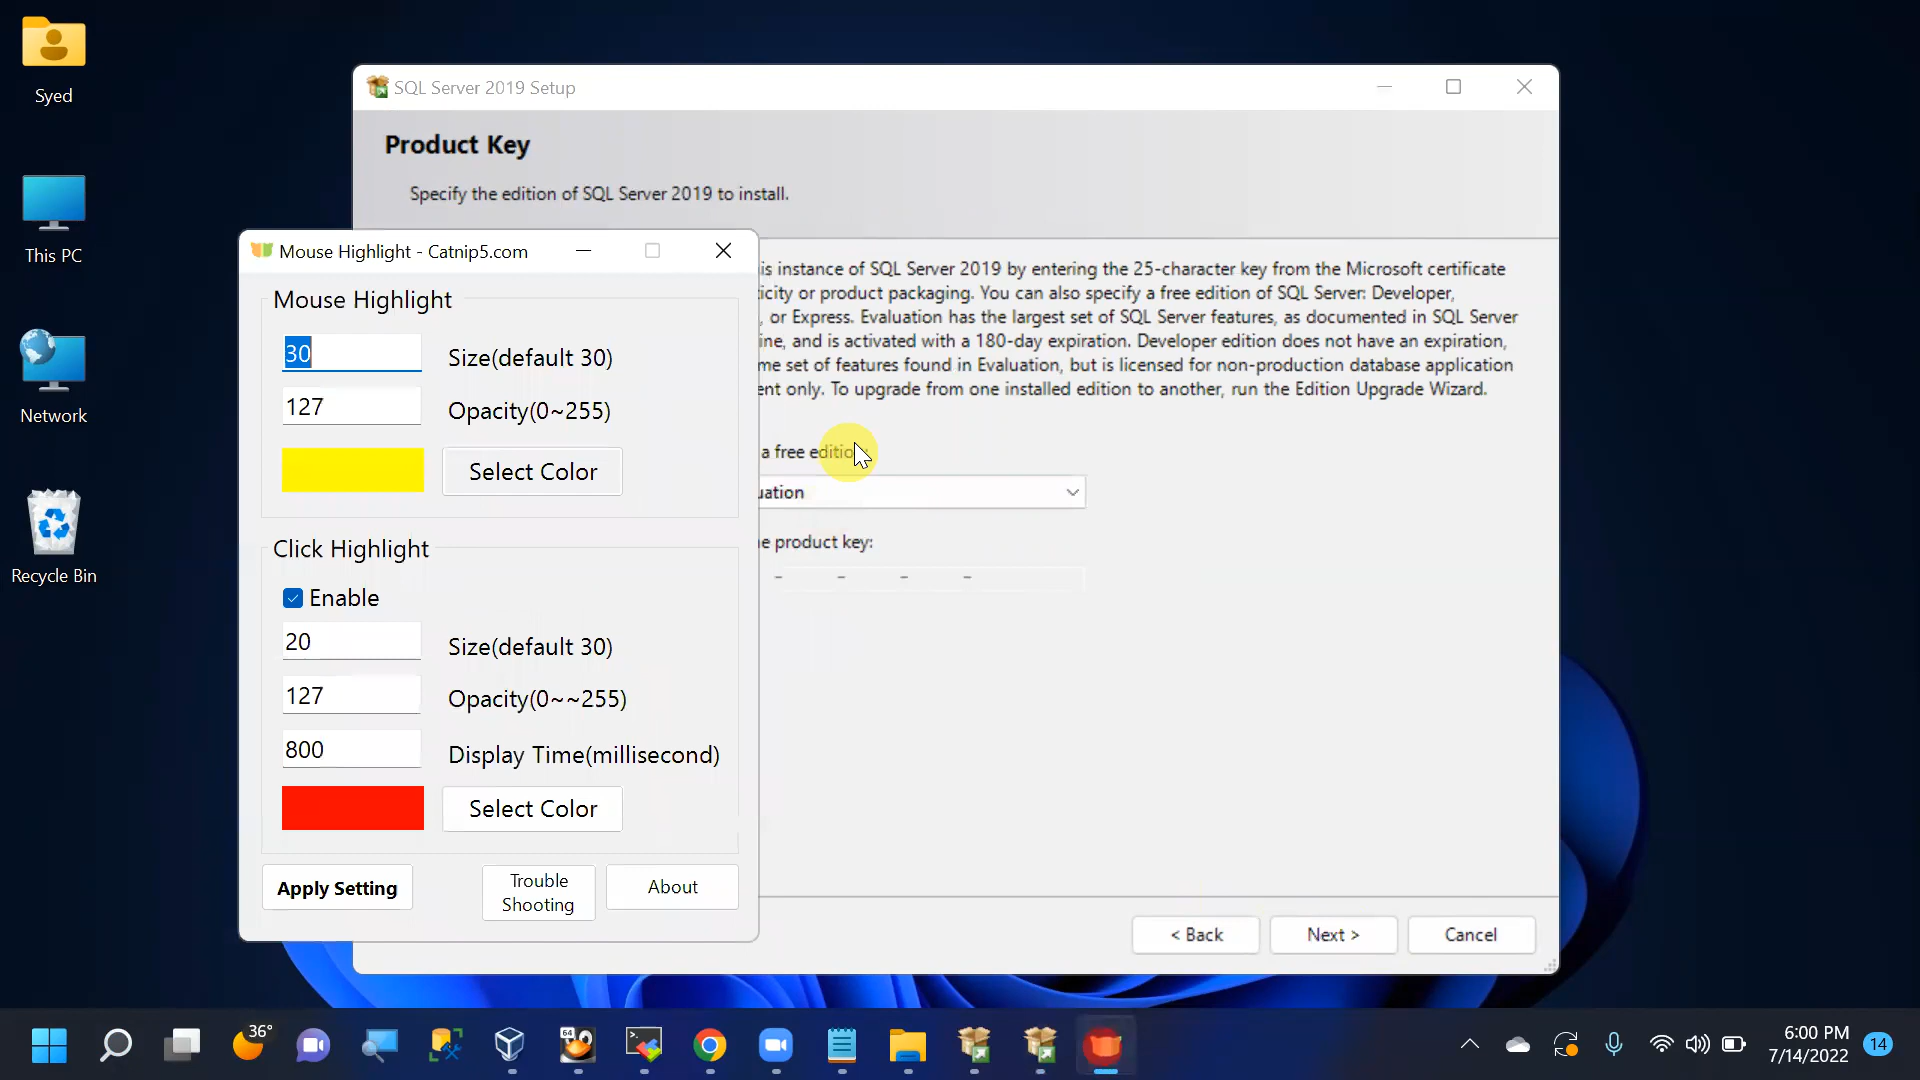 Syed
This PC
Network
Recycle Bin
SQL Server 2019 Setup
Product Key
Specify the edition of SQL Server 2019 to install.
is instance of SQL Server 2019 by entering the 25-character key from the Microsoft certificate
icity or product packaging. You can also specify a free edition of SQL Server: Developer,
, or Express. Evaluation has the largest set of SQL Server features, as documented in SQL Server
ine, and is activated with a 180-day expiration. Developer edition does not have an expiration,
me set of features found in Evaluation, but is licensed for non-production database application
ent only. To upgrade from one installed edition to another, run the Edition Upgrade Wizard.
a free edition:
uation
e product key:
- - - -
< Back
Next >
Cancel
Mouse Highlight - Catnip5.com
Mouse Highlight
30
Size(default 30)
127
Opacity(0~255)
Select Color
Click Highlight
Enable
20
Size(default 30)
127
Opacity(0~~255)
800
Display Time(millisecond)
Select Color
Apply Setting
Trouble
Shooting
About
36°
64
6:00 PM
7/14/2022
14